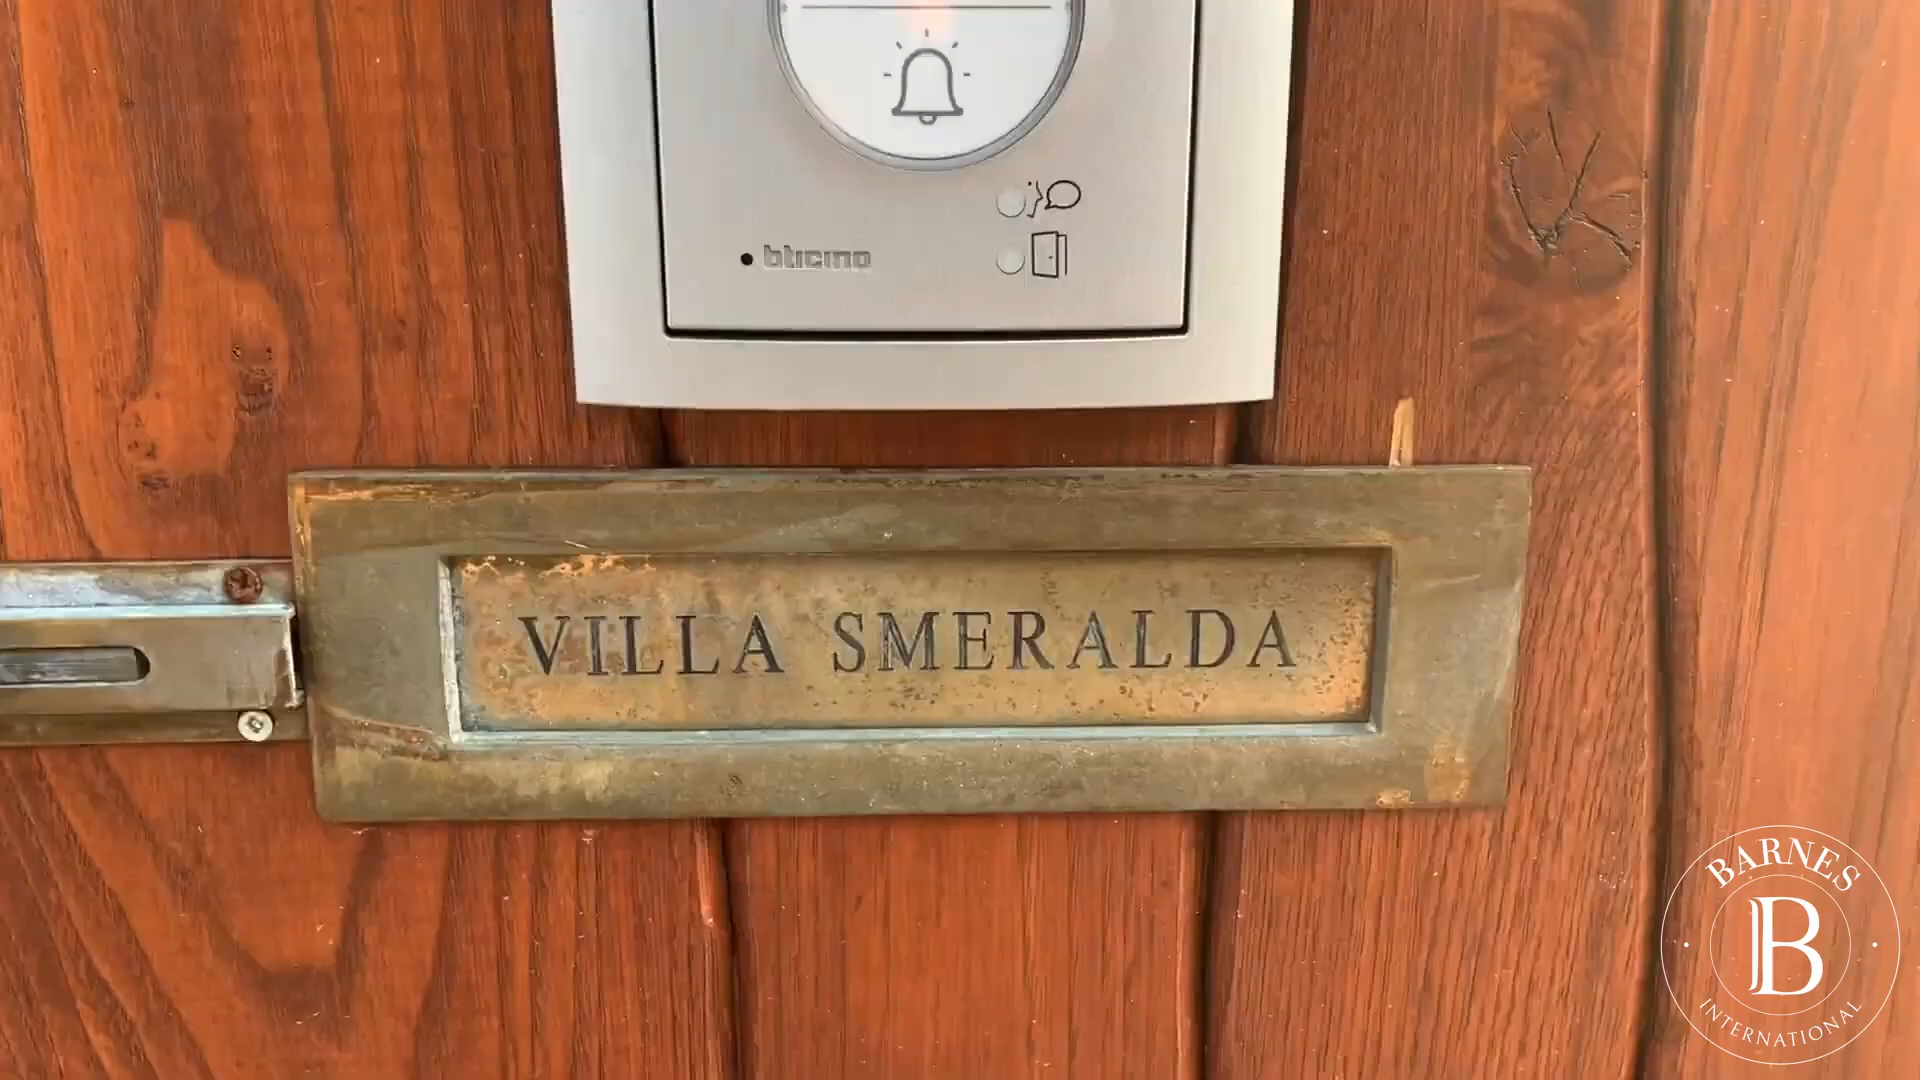 bticino
VILLA SMERALDA
BARNES
B
INTERNATIONAL